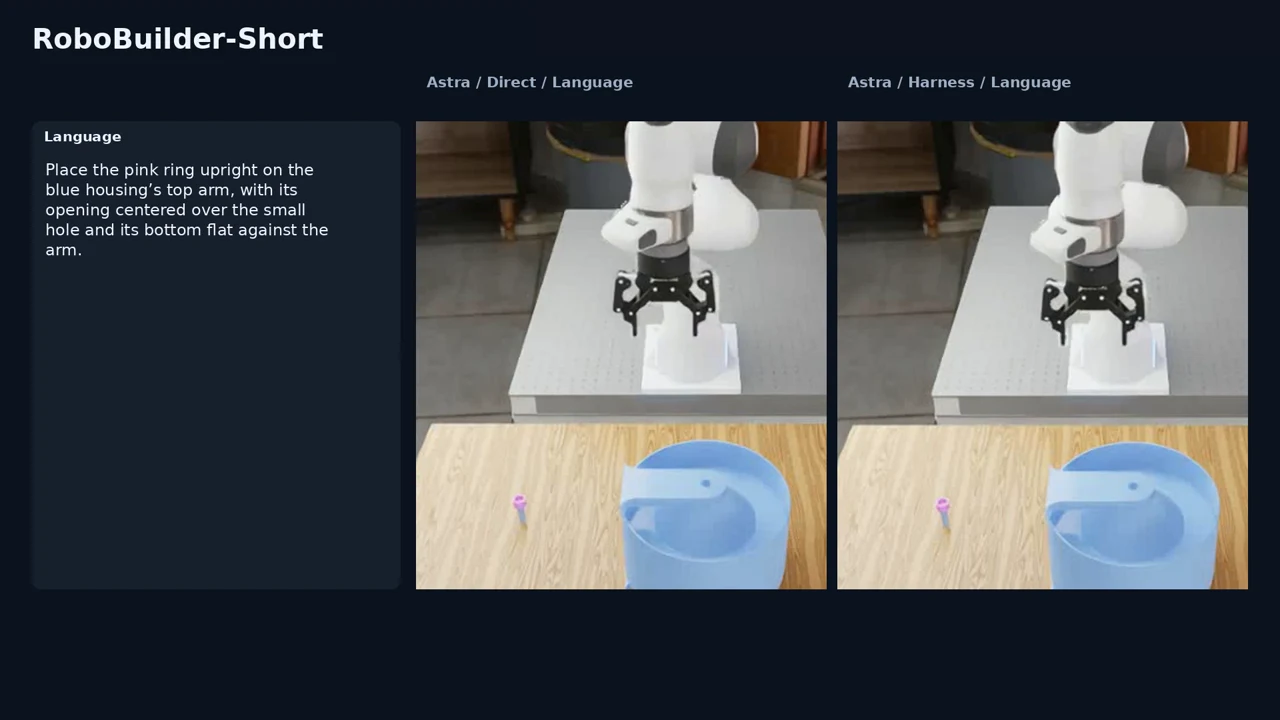 RoboBuilder-Short
Astra / Direct / Language
Astra / Harness / Language
Language
Place the pink ring upright on the
blue housing’s top arm, with its
opening centered over the small
hole and its bottom flat against the
arm.